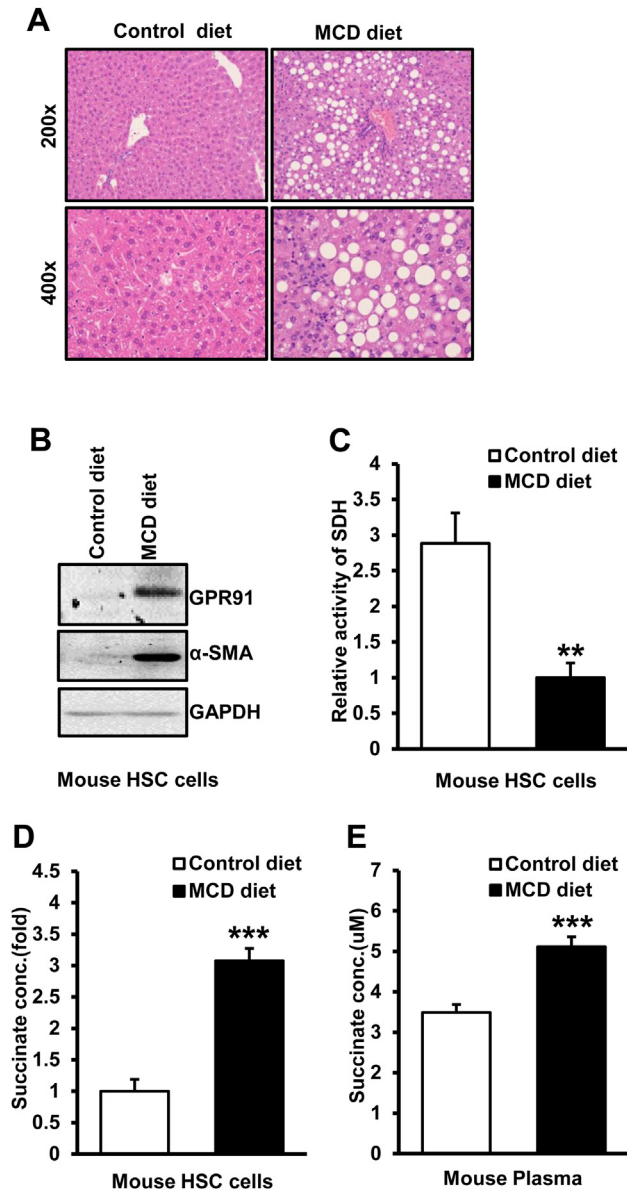 A
Control diet MCD diet
200x
400x
B
Control diet
MCD diet
GPR91
α-SMA
GAPDH
Mouse HSC cells
C
Control diet
MCD diet
Relative activity of SDH
4
3.5
3
2.5
2
1.5
1
0.5
0
**
Mouse HSC cells
D
Control diet
MCD diet
Succinate conc.(fold)
4.5
4
3.5
3
2.5
2
1.5
1
0.5
0
***
Mouse HSC cells
E
Control diet
MCD diet
Succinate conc.(uM)
7
6
5
4
3
2
1
0
***
Mouse Plasma